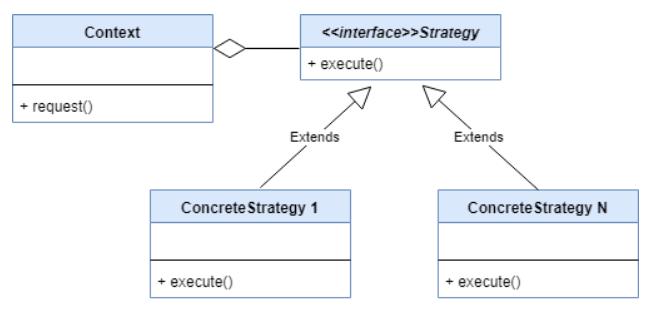 Context
+ request()
<<interface>>Strategy
+ execute()
Extends
Extends
ConcreteStrategy 1
+ execute()
ConcreteStrategy N
+ execute()